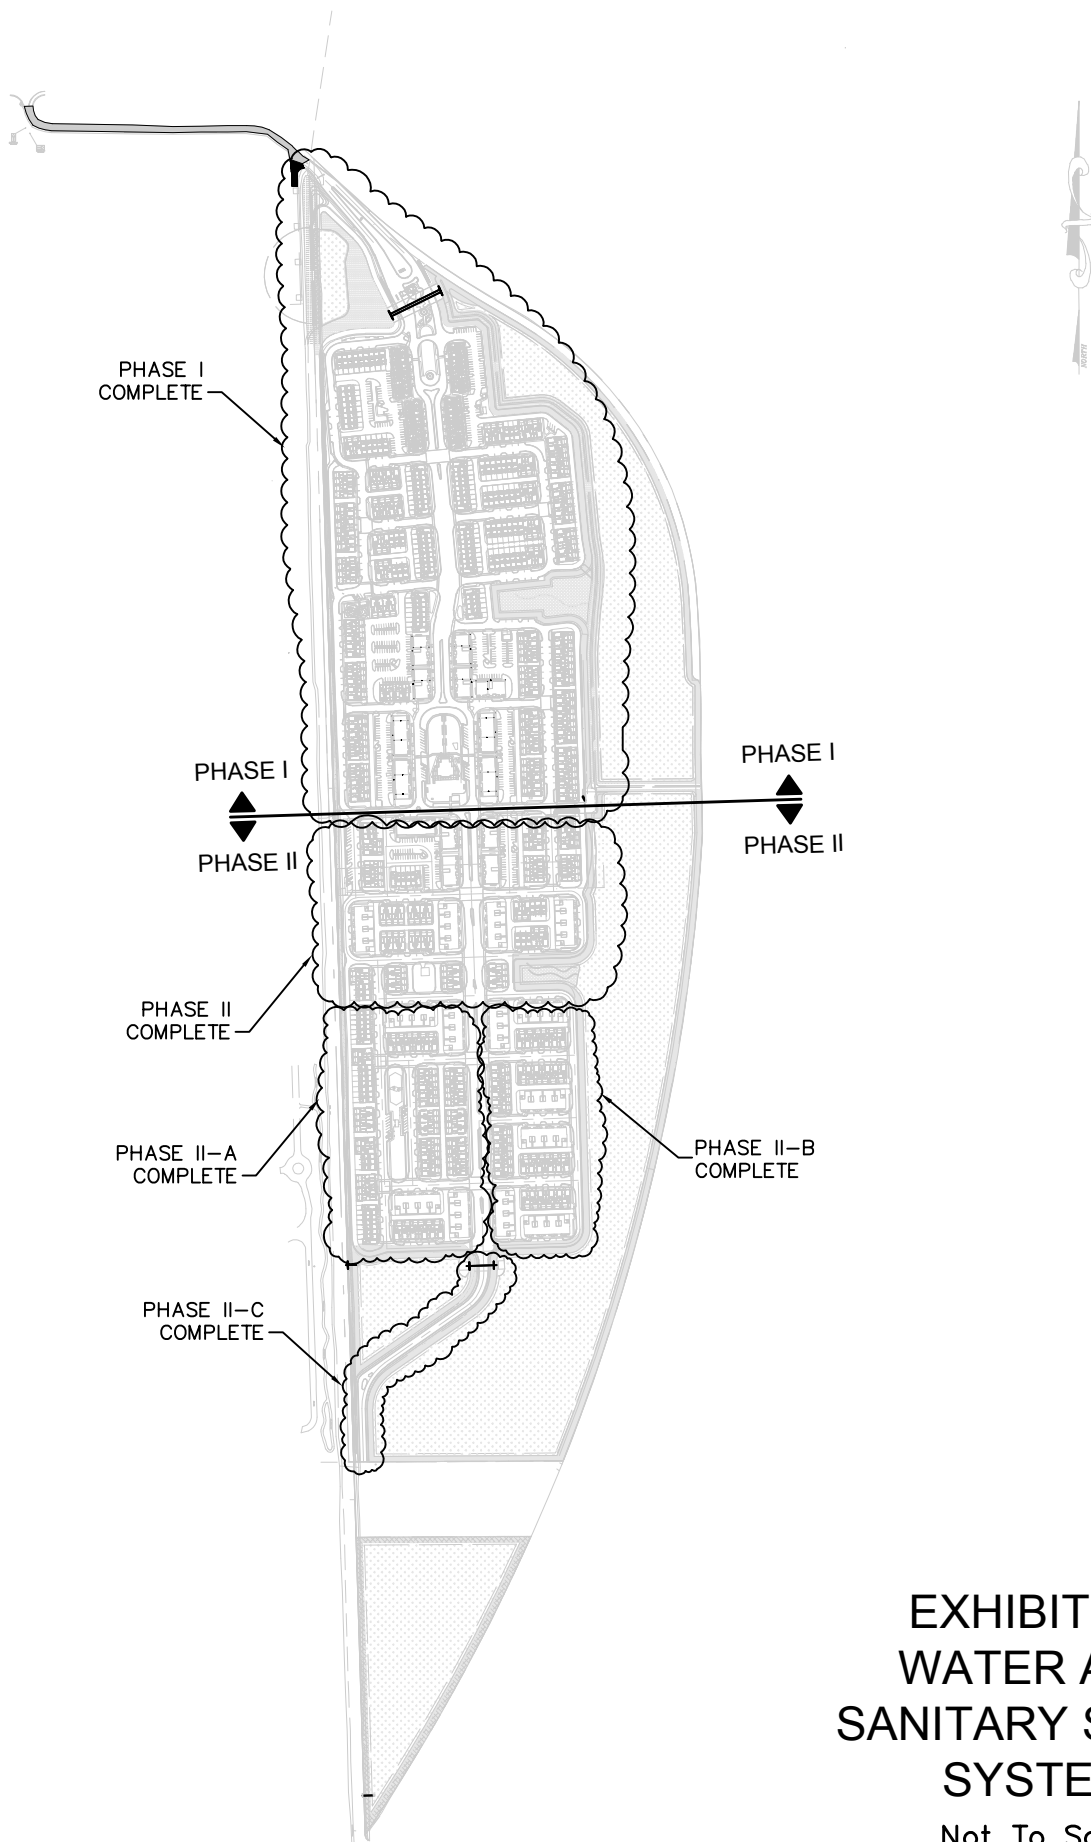 NORTH
PHASE I
COMPLETE
PHASE I
PHASE I
PHASE II
PHASE II
PHASE II
COMPLETE
PHASE II-A
COMPLETE
PHASE II-B
COMPLETE
PHASE II-C
COMPLETE
EXHIBIT
WATER A
SANITARY S
SYSTE
Not To Sc